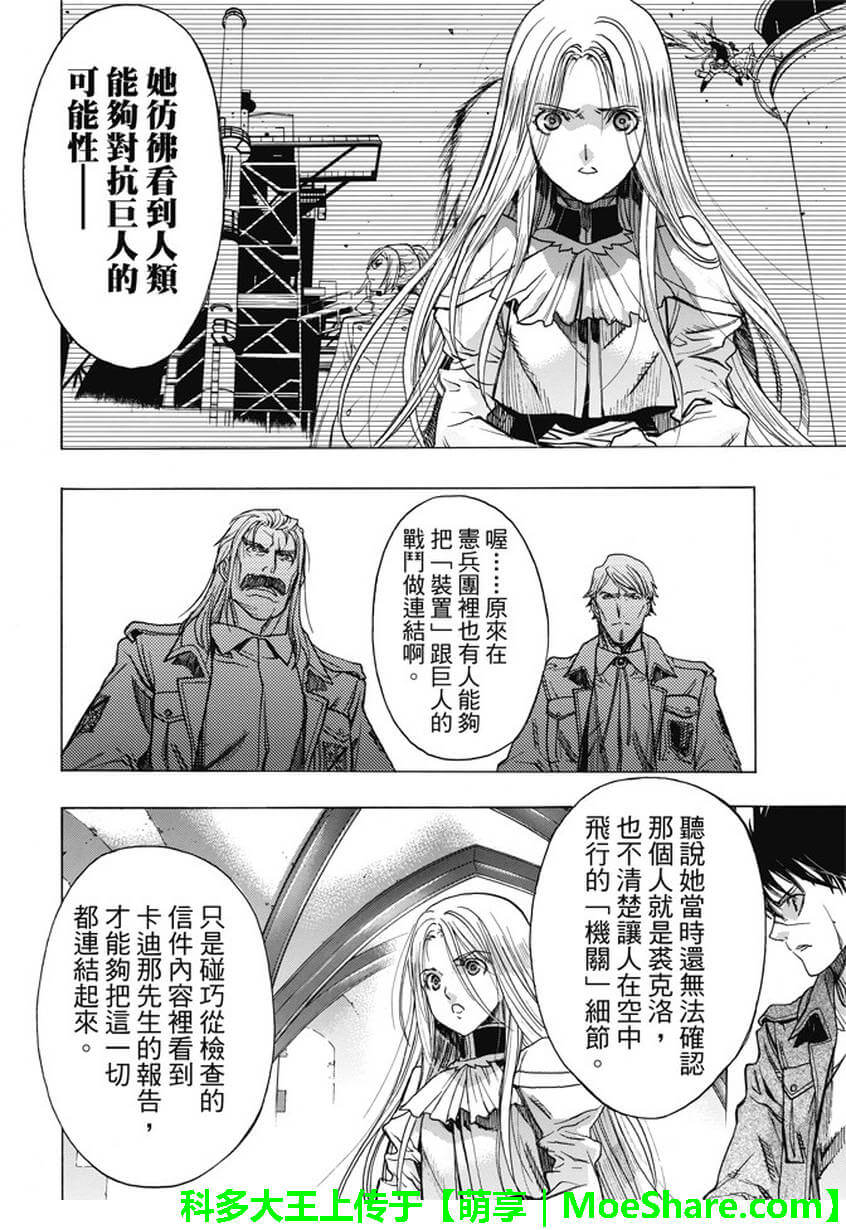 她彷彿看到人類
能夠對抗巨人的
可能性——
喔……原來在
憲兵團裡也有人能夠
把「裝置」跟巨人的
戰鬥做連結啊。
聽說她當時還無法確認
那個人就是裘克洛，
也不清楚讓人在空中
飛行的「機關」細節。
只是碰巧從檢查的
信件內容裡看到
卡迪那先生的報告，
才能夠把這一切
都連結起來。
科多大王上传于【萌享｜MoeShare.com】